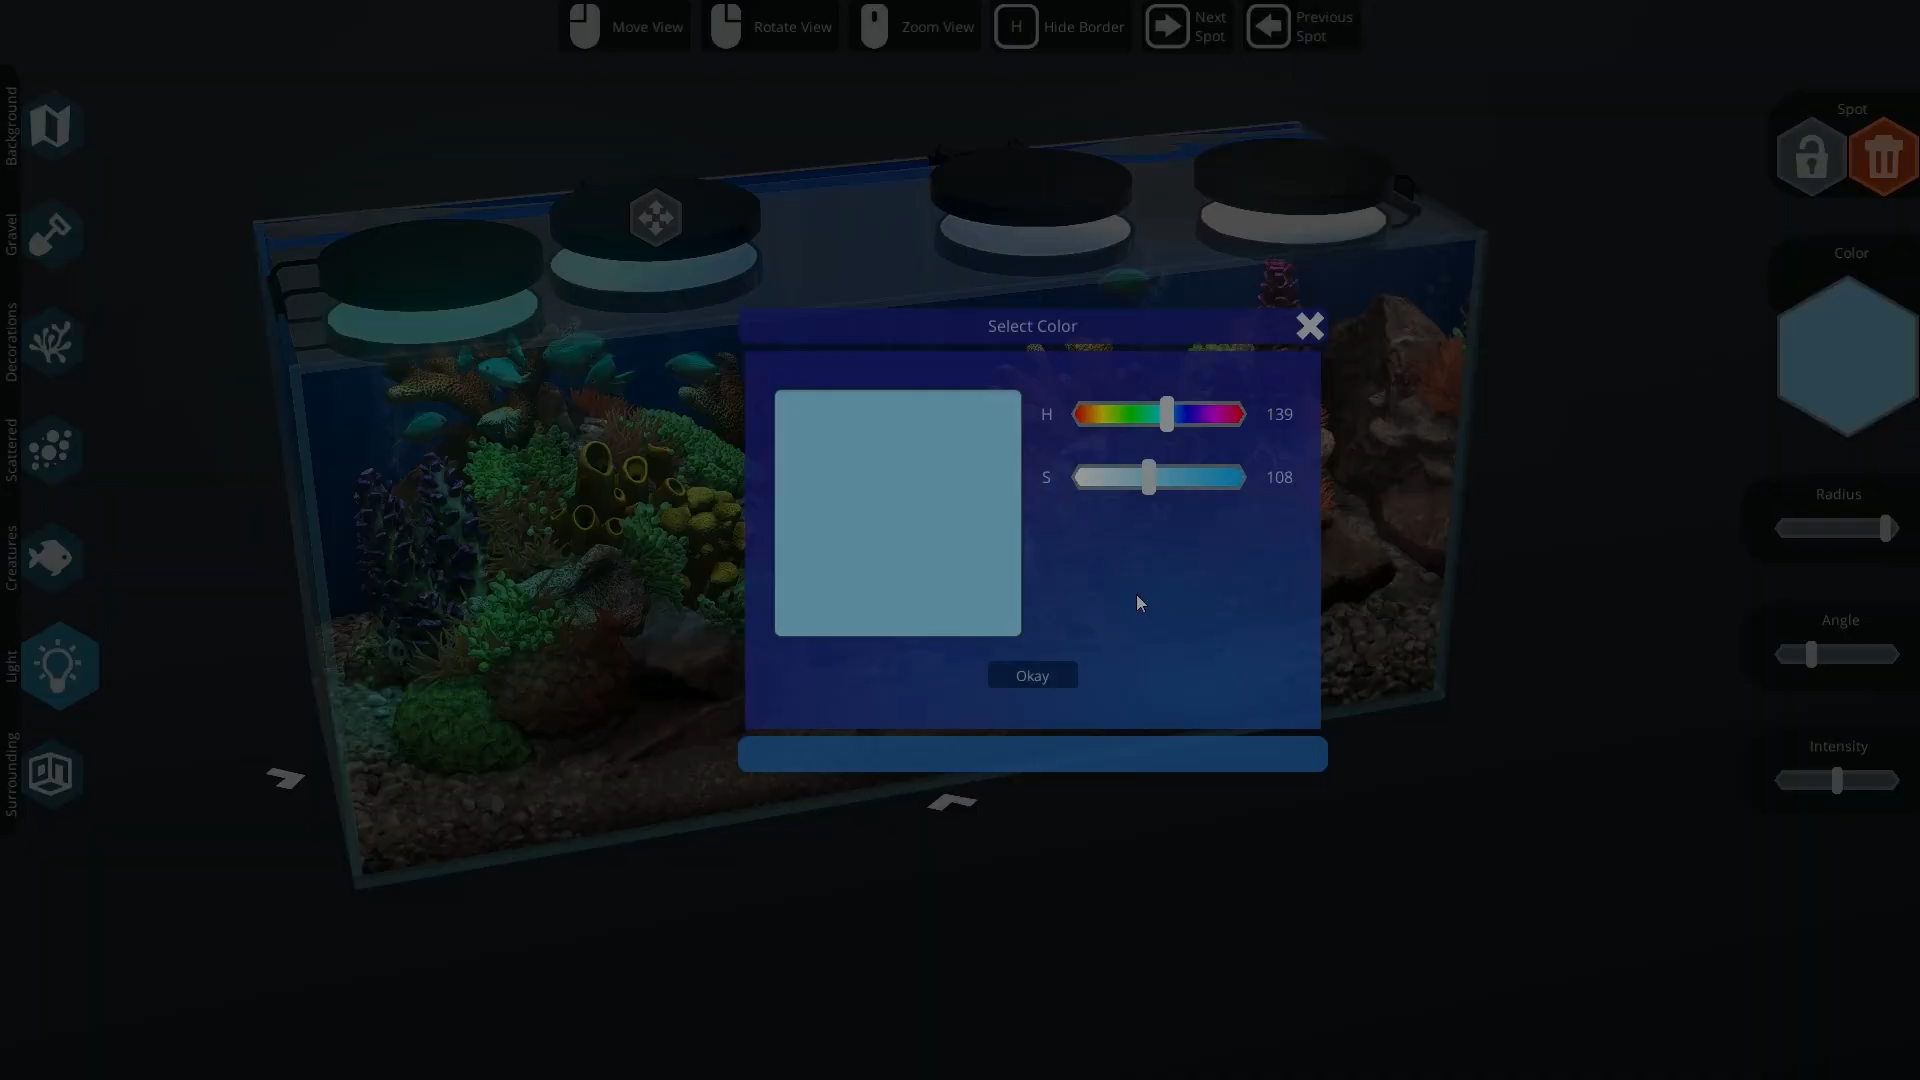 Move View
Rotate View
Zoom View
H
Hide Border
Next
Spot
Previous
Spot
Background
Gravel
Decorations
Scattered
Creatures
Light
Surrounding
Select Color
H
139
S
108
Okay
Spot
Color
Radius
Angle
Intensity